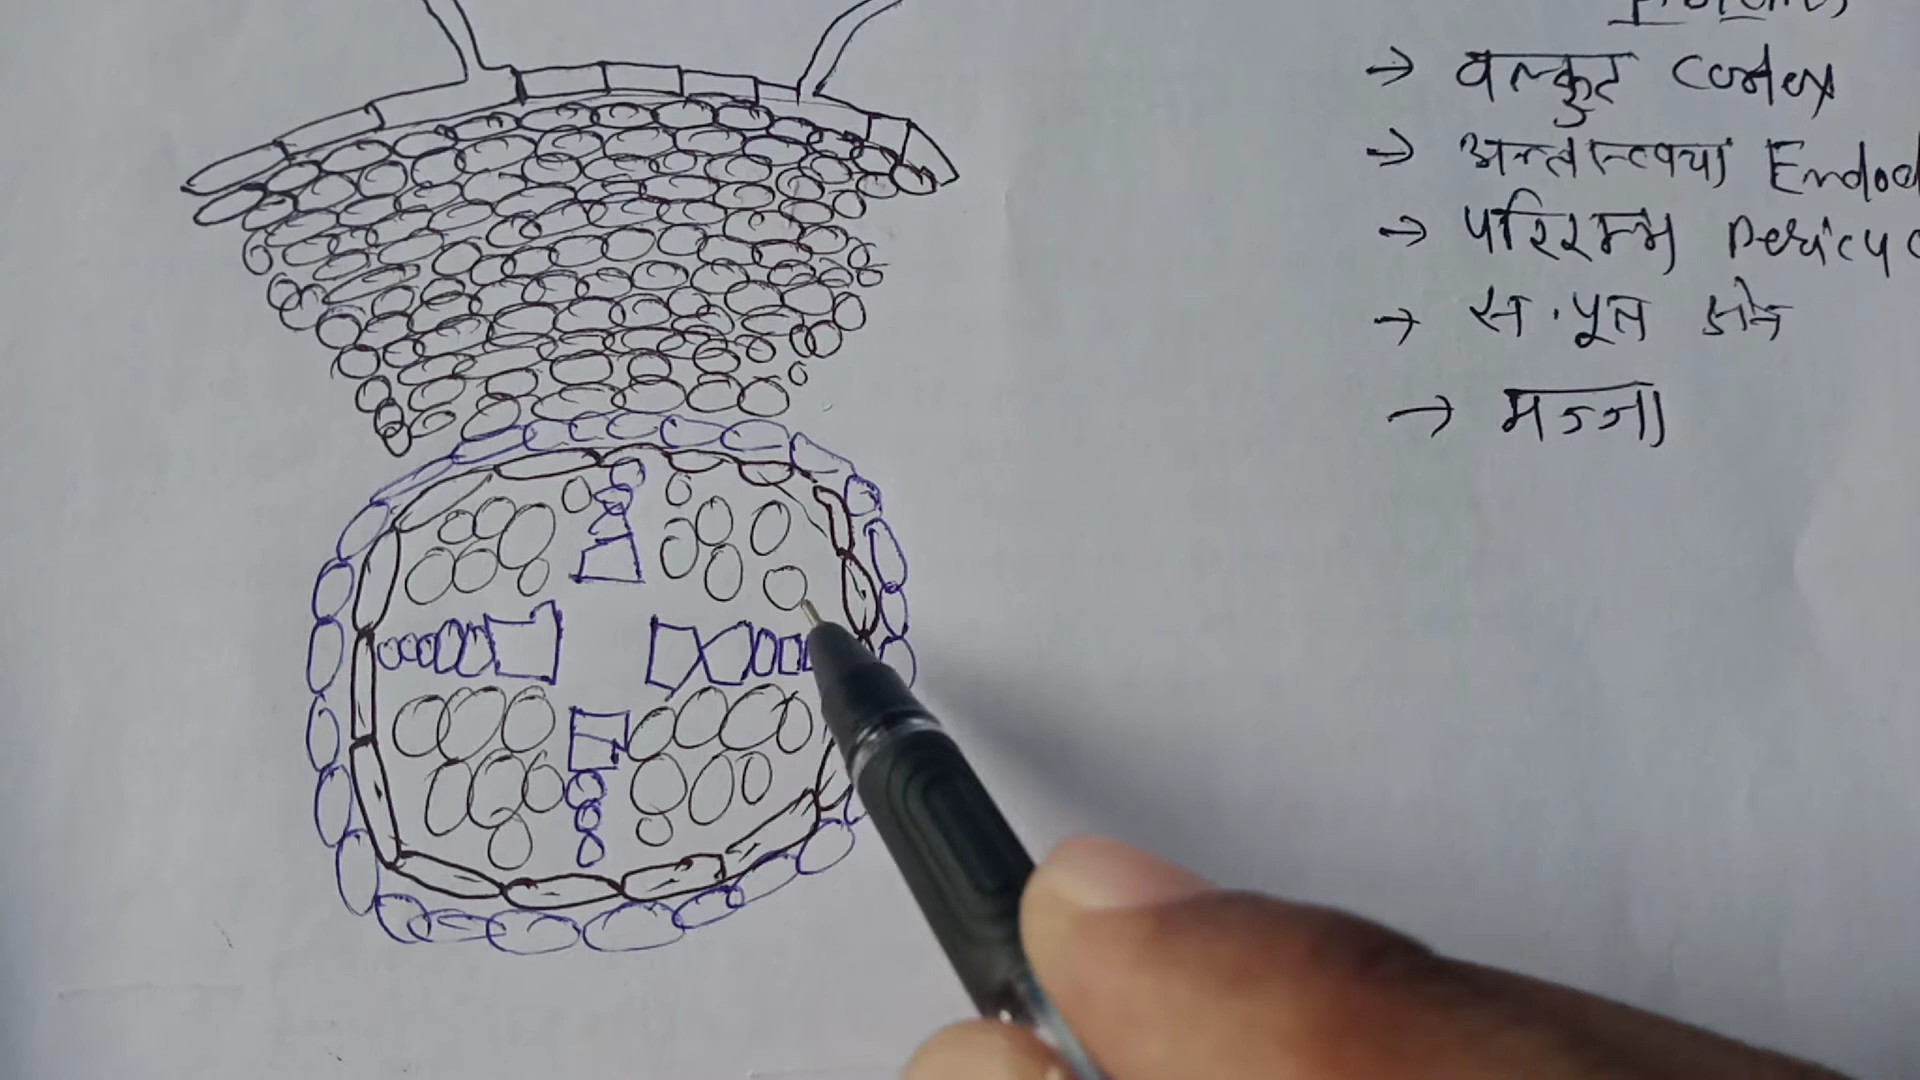 → वल्कुट Cortex
→ अन्तस्त्वचा Endod
→ परिरम्भ Pericyc
→ सं. पूल क्षेत्र
→ मज्जा